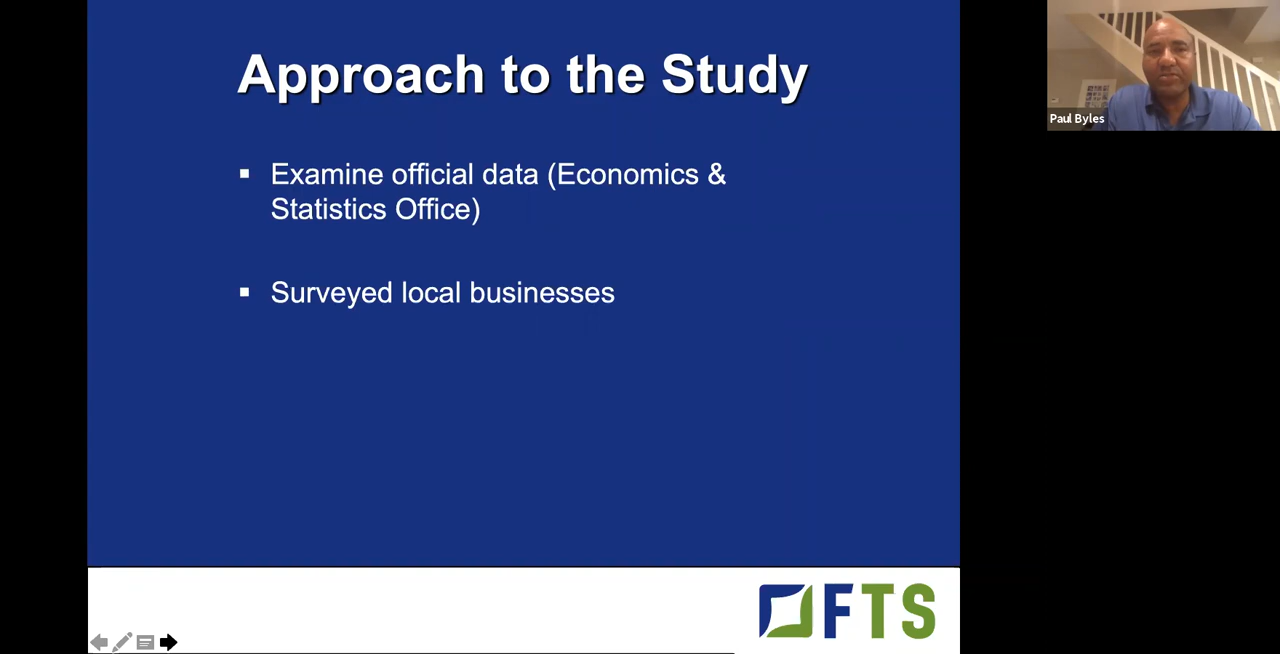 Approach to the Study
▪ Examine official data (Economics &
Statistics Office)
▪ Surveyed local businesses
Paul Byles
FTS